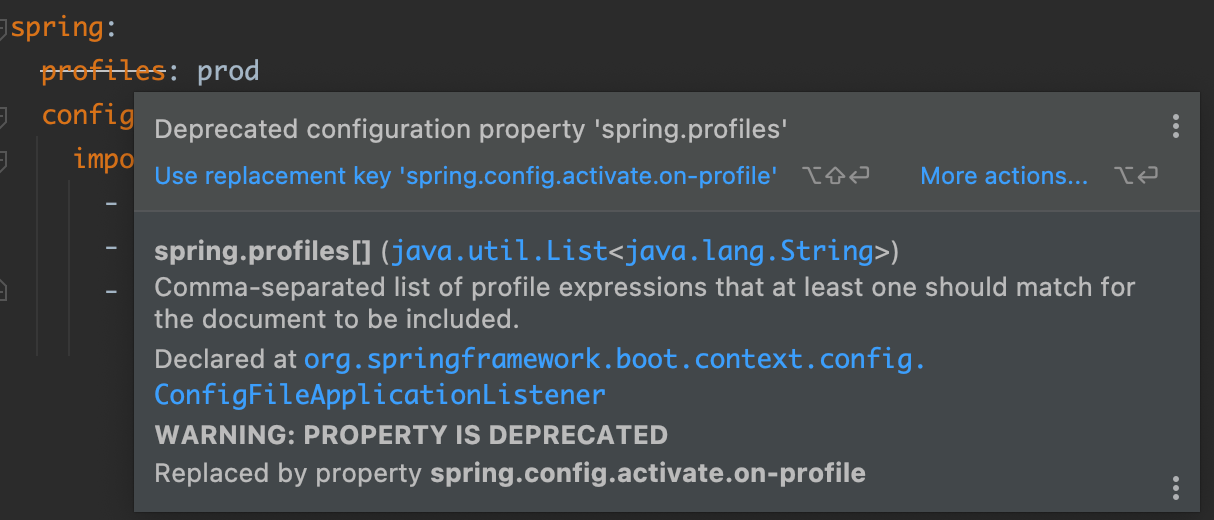 spring:
profiles: prod
config
impo
-
-
-
Deprecated configuration property 'spring.profiles'
Use replacement key 'spring.config.activate.on-profile' ⌥⇧⏎ More actions... ⌥⏎
spring.profiles[] (java.util.List<java.lang.String>)
Comma-separated list of profile expressions that at least one should match for
the document to be included.
Declared at org.springframework.boot.context.config.
ConfigFileApplicationListener
WARNING: PROPERTY IS DEPRECATED
Replaced by property spring.config.activate.on-profile